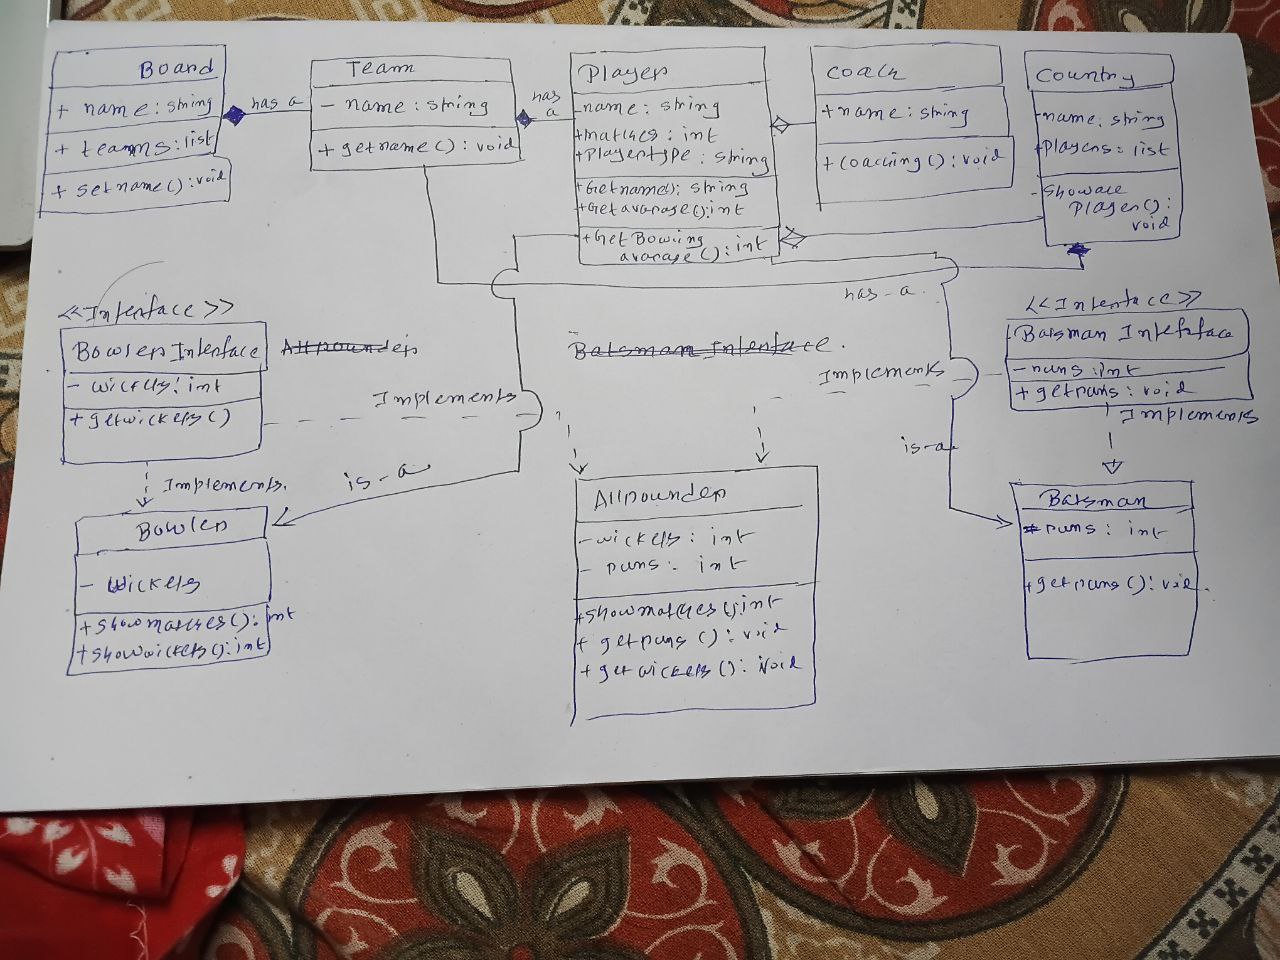 Board
+ name: string
+ teams: list
+ setname(): void
has a
Team
- name: string
+ getname(): void
has
a
Player
- name: string
+ matches: int
+ Playertype: string
+ Getname(): string
+ Getavarage(): int
+ GetBowling
avarage(): int
Coach
+ name: string
+ Coaching(): void
Country
- name: string
+ Players: list
- Showall
Player():
void
has-a
<<Interface>>
Bowler Interface
- wickets: int
+ getwickets()
Allrounder
Batsman Interface.
<<Interface>>
Batsman Interface
- runs: int
+ getruns: void
Implements
Implements
Implements
Implements.
is-a
is-a
Bowler
- Wickets
+ showmatches(): int
+ showwickets(): int
Allrounder
- wickets: int
- runs: int
+ showmatches(): int
+ getruns(): void
+ getwickets(): void
Batsman
# runs: int
+ getruns(): void.